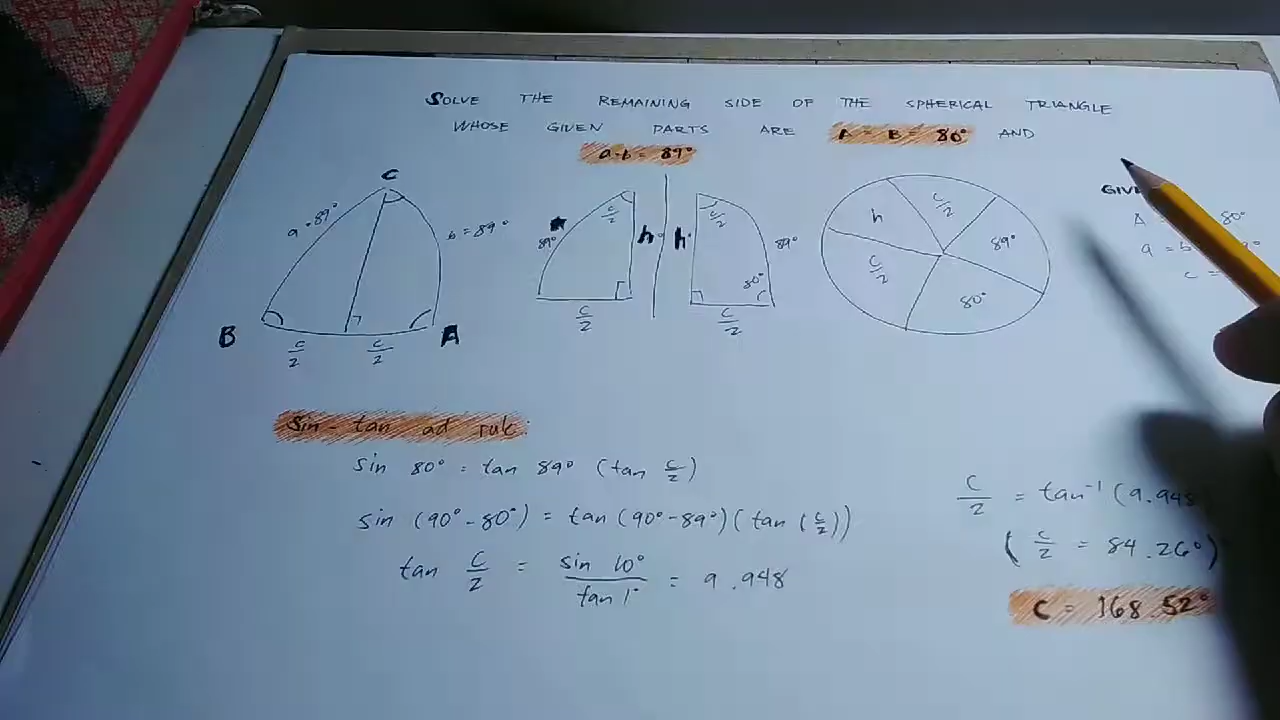 SOLVE THE REMAINING SIDE OF THE SPHERICAL TRIANGLE
WHOSE GIVEN PARTS ARE A = B = 80° AND
a=b = 89°
C
a=89°
b = 89°
B
A
c/2
c/2
89°
c/2
h
c/2
h
c/2
89°
80°
c/2
h
c/2
89°
c/2
80°
A 80°
a = b
c =
Sin - tan ad rule:
sin 80° = tan 89° (tan c/2)
sin (90°-80°) = tan (90°-89°) (tan (c/2))
tan c/2 = sin 10° / tan 1° = 9.948
c/2 = tan⁻¹ (9.948
( c/2 = 84.26° )
C = 168.52°